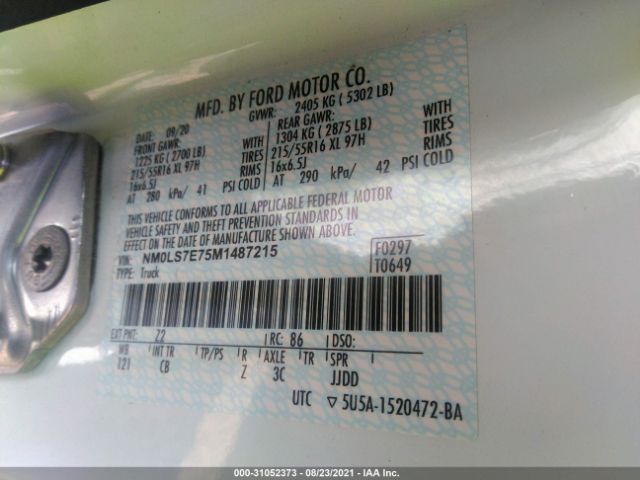 MFD. BY FORD MOTOR CO.
DATE: 09/20 GVWR: 2405 KG ( 5302 LB)
FRONT GAWR: REAR GAWR:
1225 KG ( 2700 LB) WITH 1304 KG ( 2875 LB) WITH
215/55R16 XL 97H TIRES 215/55R16 XL 97H TIRES
16x6.5J RIMS 16x6.5J RIMS
AT 280 kPa/ 41 PSI COLD AT 290 kPa/ 42 PSI COLD
THIS VEHICLE CONFORMS TO ALL APPLICABLE FEDERAL MOTOR
VEHICLE SAFETY AND THEFT PREVENTION STANDARDS IN
EFFECT ON THE DATE OF MANUFACTURE SHOWN ABOVE.
VIN: NM0LS7E75M1487215 F0297
TYPE: Truck T0649
EXT PNT: Z2 RC: 86 DSO:
WB INT TR TP/PS R AXLE TR SPR
121 CB Z 3C JJDD
UTC ▽ 5U5A-1520472-BA
000-31052373 - 08/23/2021 - IAA Inc.